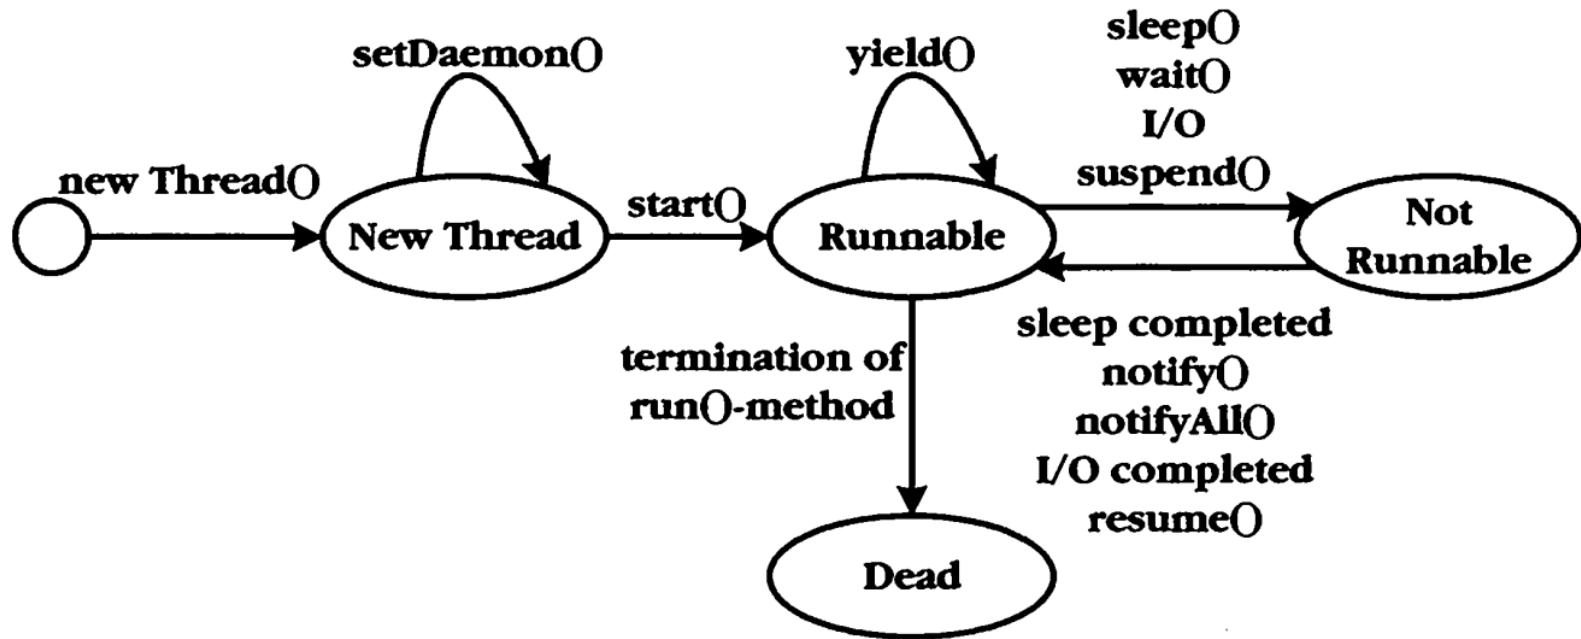 sleep()
wait()
I/O
suspend()
setDaemon()
yield()
new Thread()
New Thread
start()
Runnable
Not
Runnable
termination of
run()-method
sleep completed
notify()
notifyAll()
I/O completed
resume()
Dead